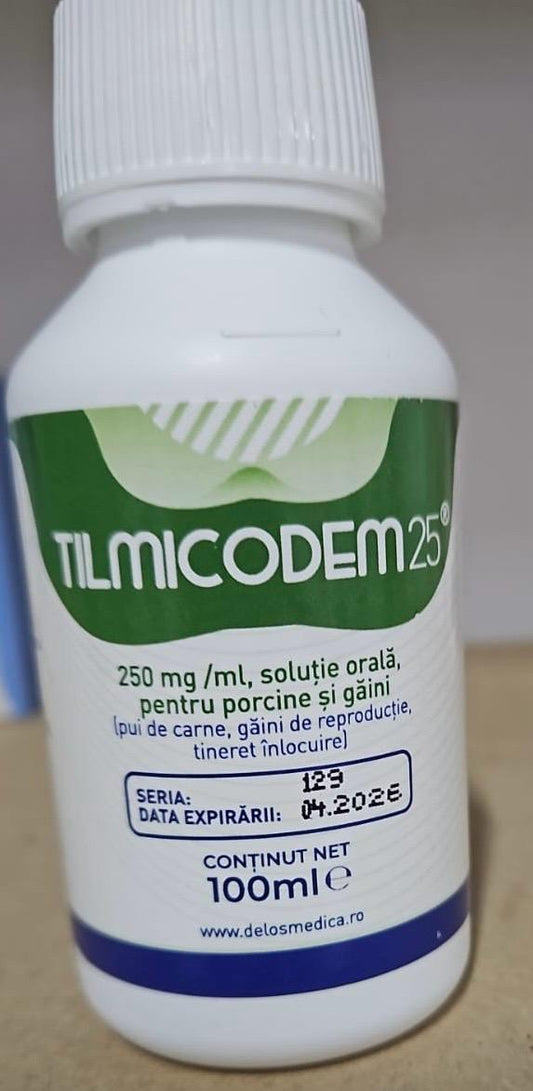 TILMICODEM25®
250 mg /ml, soluție orală,
pentru porcine și găini
(pui de carne, găini de reproducție,
tineret înlocuire)
SERIA: 129
DATA EXPIRĂRII: 04.2026
CONȚINUT NET
100ml ℮
www.delosmedica.ro